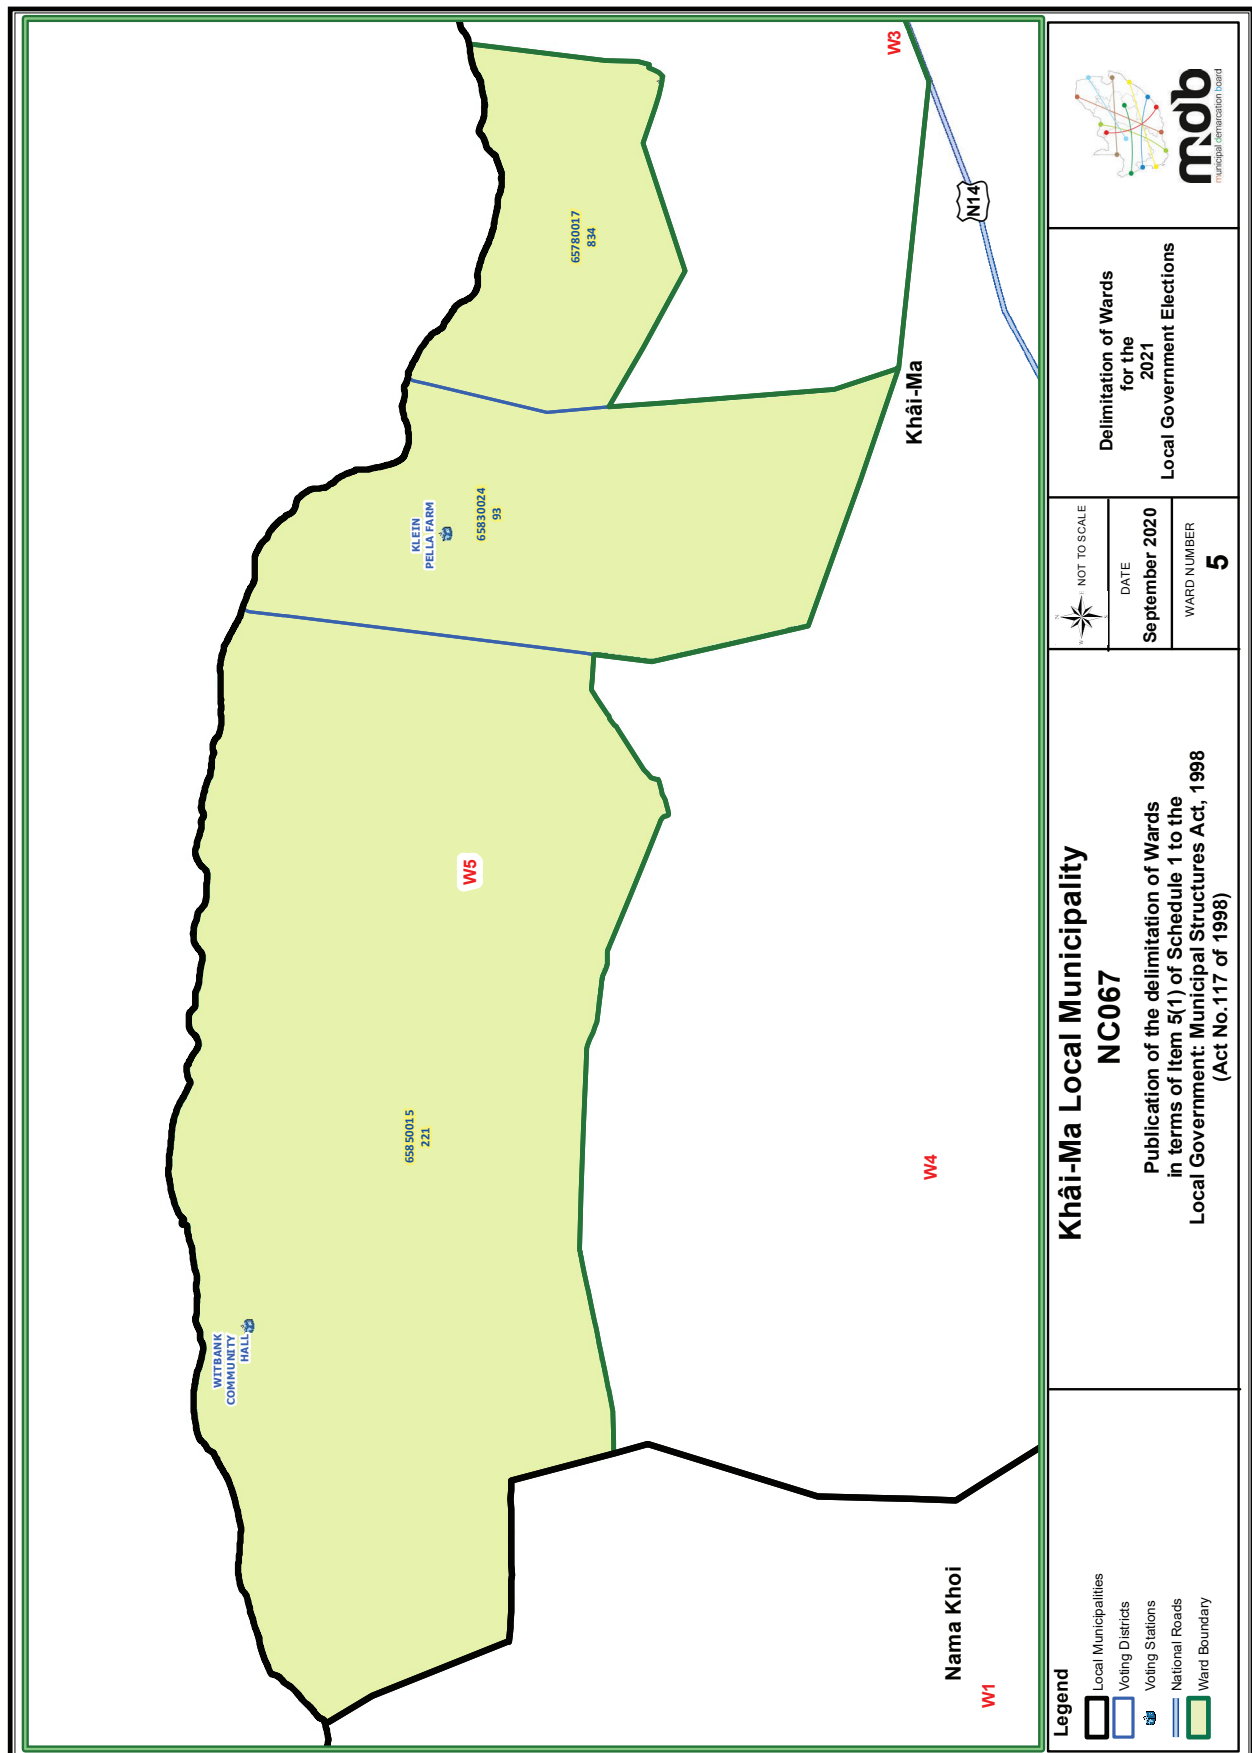 W3
N14
65780017
834
Khâi-Ma
KLEIN
PELLA FARM
65830024
93
W5
65850015
221
W4
WITBANK
COMMUNITY
HALL
Nama Khoi
W1
Legend
Local Municipalities
Voting Districts
Voting Stations
National Roads
Ward Boundary
Khâi-Ma Local Municipality
NC067
Publication of the delimitation of Wards
in terms of Item 5(1) of Schedule 1 to the
Local Government: Municipal Structures Act, 1998
(Act No.117 of 1998)
N
W E
S
NOT TO SCALE
DATE
September 2020
WARD NUMBER
5
Delimitation of Wards
for the
2021
Local Government Elections
mdb
municipal demarcation board